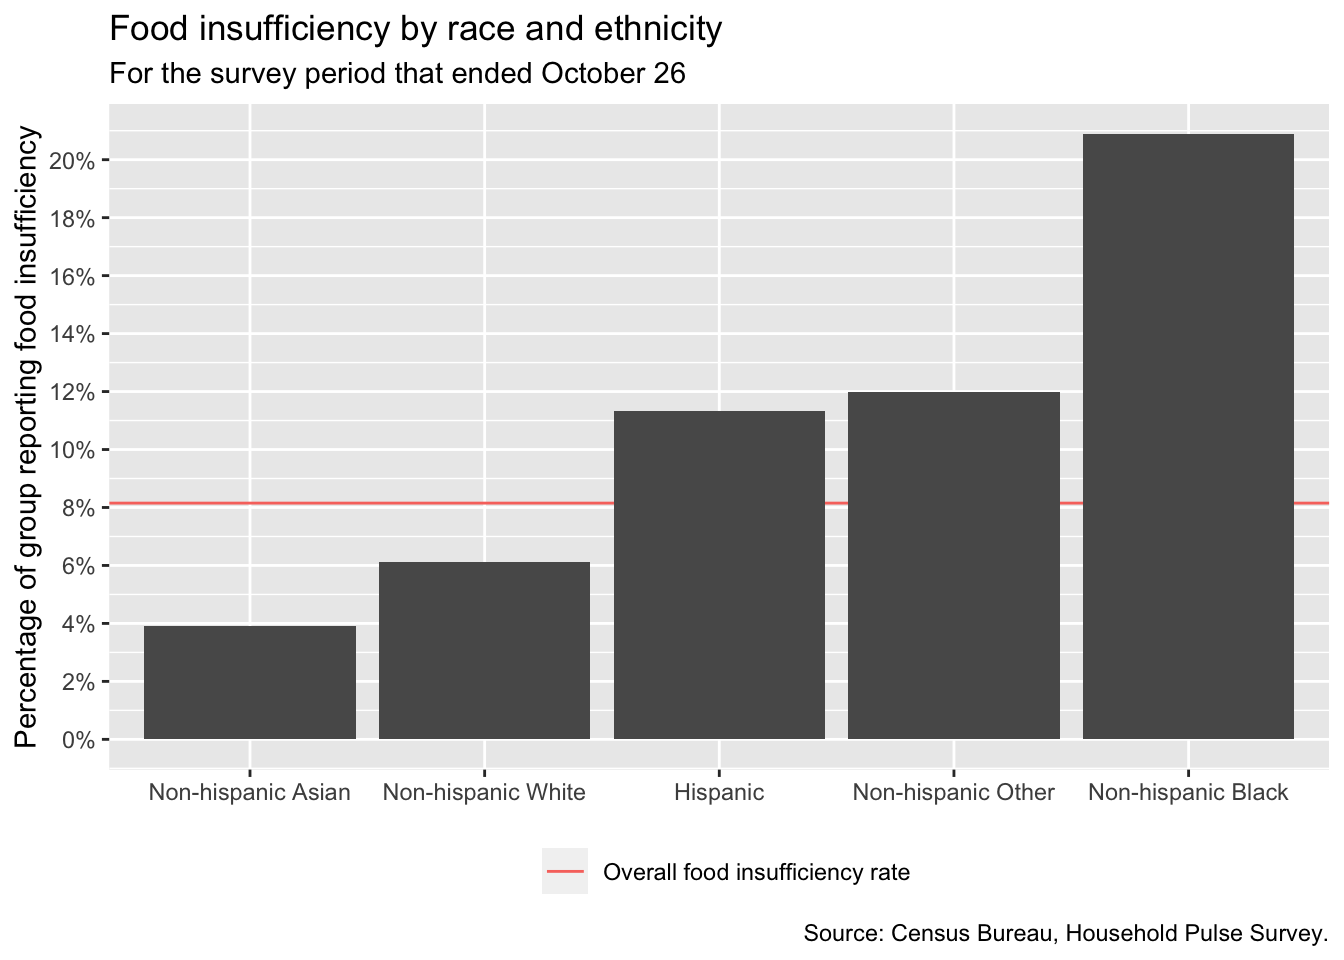 Food insufficiency by race and ethnicity
For the survey period that ended October 26
Percentage of group reporting food insufficiency
20%
18%
16%
14%
12%
10%
8%
6%
4%
2%
0%
Non-hispanic Asian
Non-hispanic White
Hispanic
Non-hispanic Other
Non-hispanic Black
Overall food insufficiency rate
Source: Census Bureau, Household Pulse Survey.